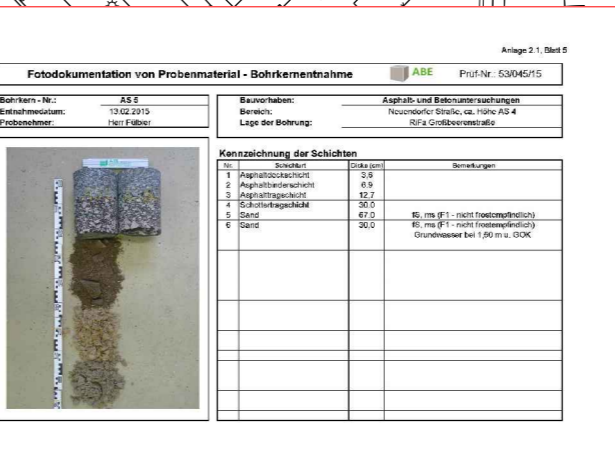 Anlage 2.1, Blatt 5
Fotodokumentation von Probenmaterial - Bohrkernentnahme ABE Prüf-Nr.: 53/045/15
Bohrkern - Nr.: AS 5
Entnahmedatum: 13.02.2015
Probenehmer: Herr Fülbier
Bauvorhaben: Asphalt- und Betonuntersuchungen
Bereich: Neuendorfer Straße, ca. Höhe AS 4
Lage der Bohrung: RiFa Großbeerenstraße
Kennzeichnung der Schichten
Nr. Schichtart Dicke (cm) Bemerkungen
1 Asphaltdeckschicht 3,6
2 Asphaltbinderschicht 6,9
3 Asphalttragschicht 12,7
4 Schottertragschicht 30,0
5 Sand 67,0 fS, ms (F1 - nicht frostempfindlich)
6 Sand 30,0 fS, ms (F1 - nicht frostempfindlich)
Grundwasser bei 1,50 m u. GOK